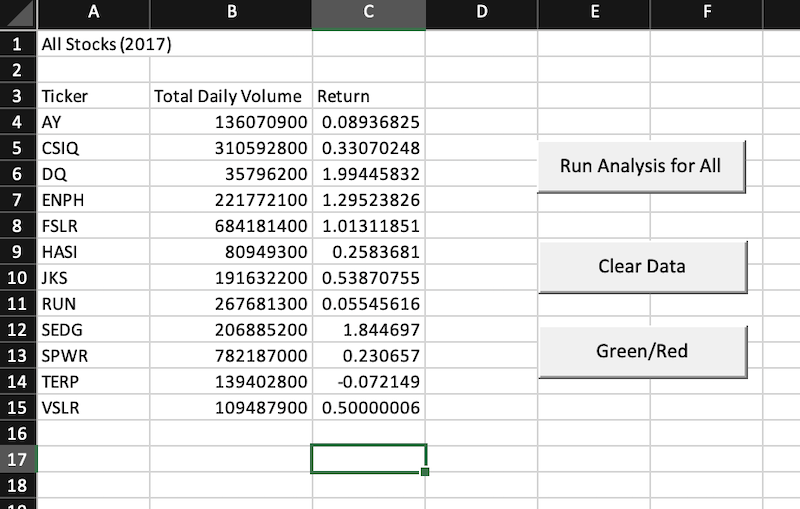 A B C D E F
1 All Stocks (2017)
2
3 Ticker Total Daily Volume Return
4 AY 136070900 0.08936825
5 CSIQ 310592800 0.33070248
Run Analysis for All
6 DQ 35796200 1.99445832
7 ENPH 221772100 1.29523826
8 FSLR 684181400 1.01311851
9 HASI 80949300 0.2583681
Clear Data
10 JKS 191632200 0.53870755
11 RUN 267681300 0.05545616
12 SEDG 206885200 1.844697
13 SPWR 782187000 0.230657
Green/Red
14 TERP 139402800 -0.072149
15 VSLR 109487900 0.50000006
16
17
18